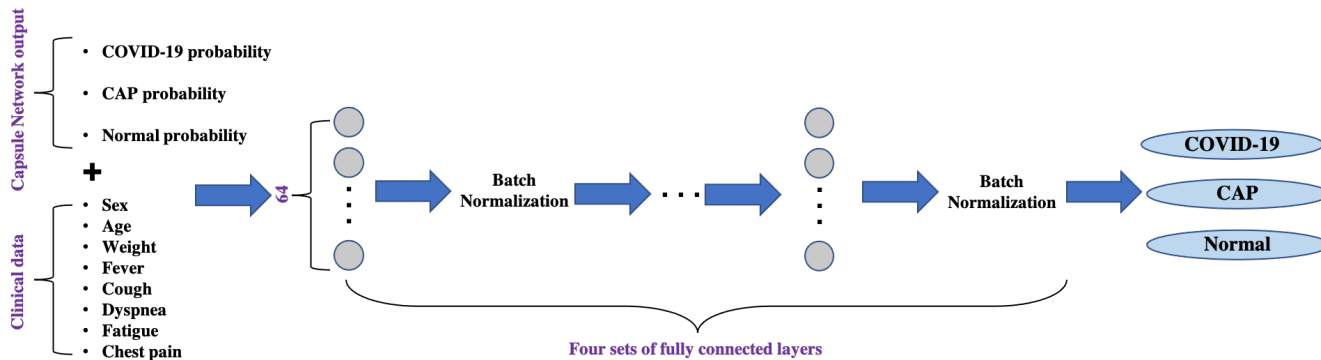 Capsule Network output
• COVID-19 probability
• CAP probability
• Normal probability
+
Clinical data
• Sex
• Age
• Weight
• Fever
• Cough
• Dyspnea
• Fatigue
• Chest pain
64
Batch
Normalization
...
Batch
Normalization
COVID-19
CAP
Normal
Four sets of fully connected layers